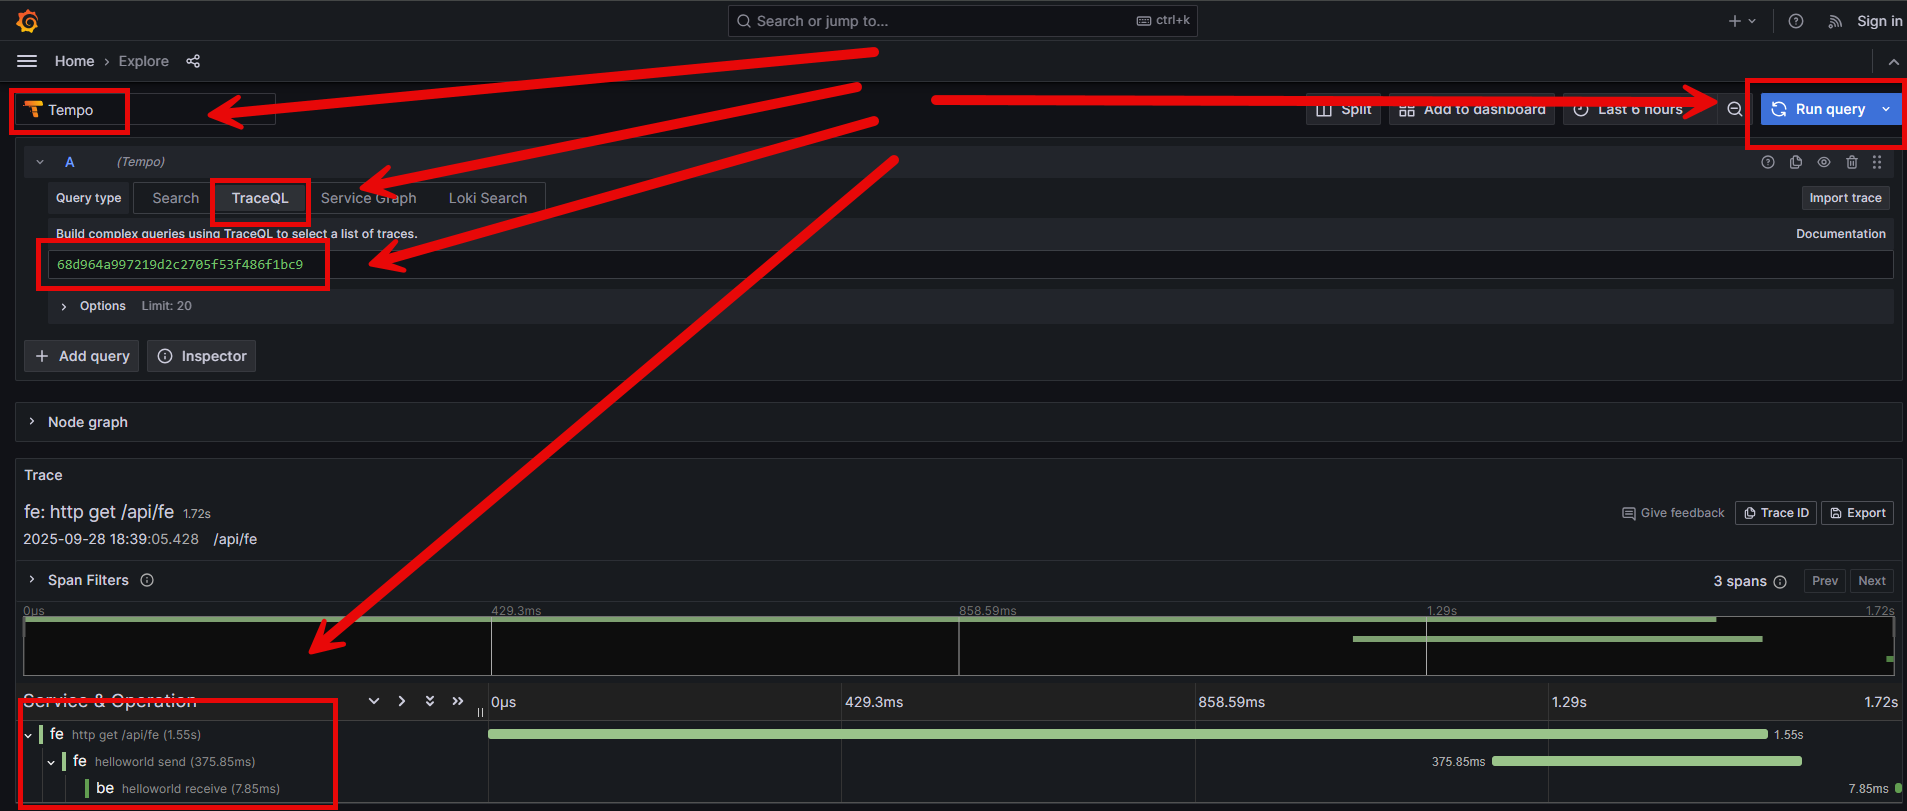 Search or jump to... ctrl+k
Sign in
Home › Explore
Tempo
Split Add to dashboard Last 6 hours Run query
A (Tempo)
Query type Search TraceQL Service Graph Loki Search Import trace
Build complex queries using TraceQL to select a list of traces. Documentation
68d964a997219d2c2705f53f486f1bc9
Options Limit: 20
Add query Inspector
Node graph
Trace
fe: http get /api/fe 1.72s
Give feedback Trace ID Export
2025-09-28 18:39:05.428 /api/fe
Span Filters 3 spans Prev Next
0μs 429.3ms 858.59ms 1.29s 1.72s
Service & Operation 0μs 429.3ms 858.59ms 1.29s 1.72s
fe http get /api/fe (1.55s) 1.55s
fe helloworld send (375.85ms) 375.85ms
be helloworld receive (7.85ms) 7.85ms